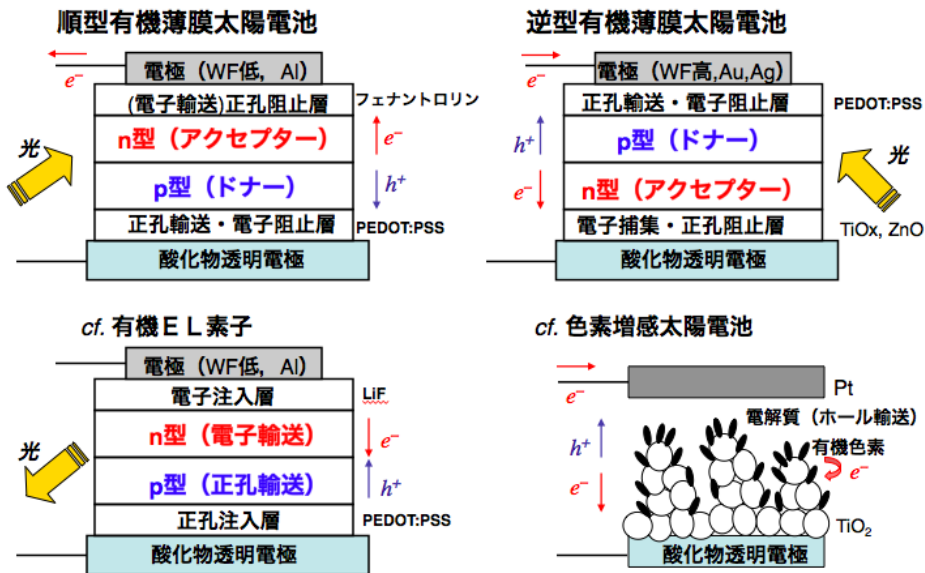 順型有機薄膜太陽電池
e⁻
電極（WF低，Al）
(電子輸送)正孔阻止層
フェナントロリン
n型（アクセプター）
e⁻
光
p型（ドナー）
h⁺
正孔輸送・電子阻止層
PEDOT:PSS
酸化物透明電極
逆型有機薄膜太陽電池
e⁻
電極（WF高,Au,Ag）
正孔輸送・電子阻止層
PEDOT:PSS
h⁺
p型（ドナー）
光
e⁻
n型（アクセプター）
電子捕集・正孔阻止層
TiOx, ZnO
酸化物透明電極
cf. 有機ＥＬ素子
電極（WF低，Al）
電子注入層
LiF
n型（電子輸送）
e⁻
光
p型（正孔輸送）
h⁺
正孔注入層
PEDOT:PSS
酸化物透明電極
cf. 色素増感太陽電池
e⁻
Pt
電解質（ホール輸送）
h⁺
有機色素
e⁻
e⁻
TiO₂
酸化物透明電極